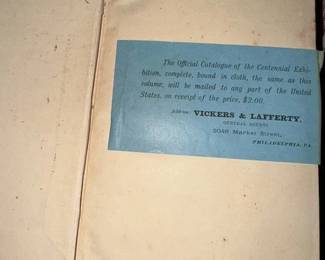 The Official Catalogue of the Centennial Exhi-
bition, complete, bound in cloth, the same as this
volume, will be mailed to any part of the United
States, on receipt of the price, $2.00.
Address: VICKERS & LAFFERTY,
GENERAL AGENTS
2048 Market Street,
PHILADELPHIA, PA.